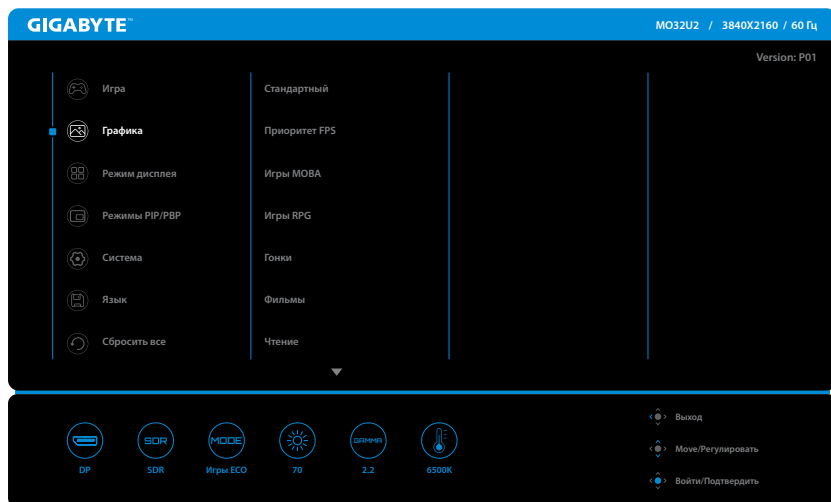 GIGABYTE™
MO32U2 / 3840X2160 / 60 Гц
Version: P01
Игра
Стандартный
Графика
Приоритет FPS
Режим дисплея
Игры MOBA
Режимы PIP/PBP
Игры RPG
Система
Гонки
Язык
Фильмы
Сбросить все
Чтение
SDR
MODE
GAMMA
DP
SDR
Игры ECO
70
2.2
6500K
Выход
Move/Регулировать
Войти/Подтвердить